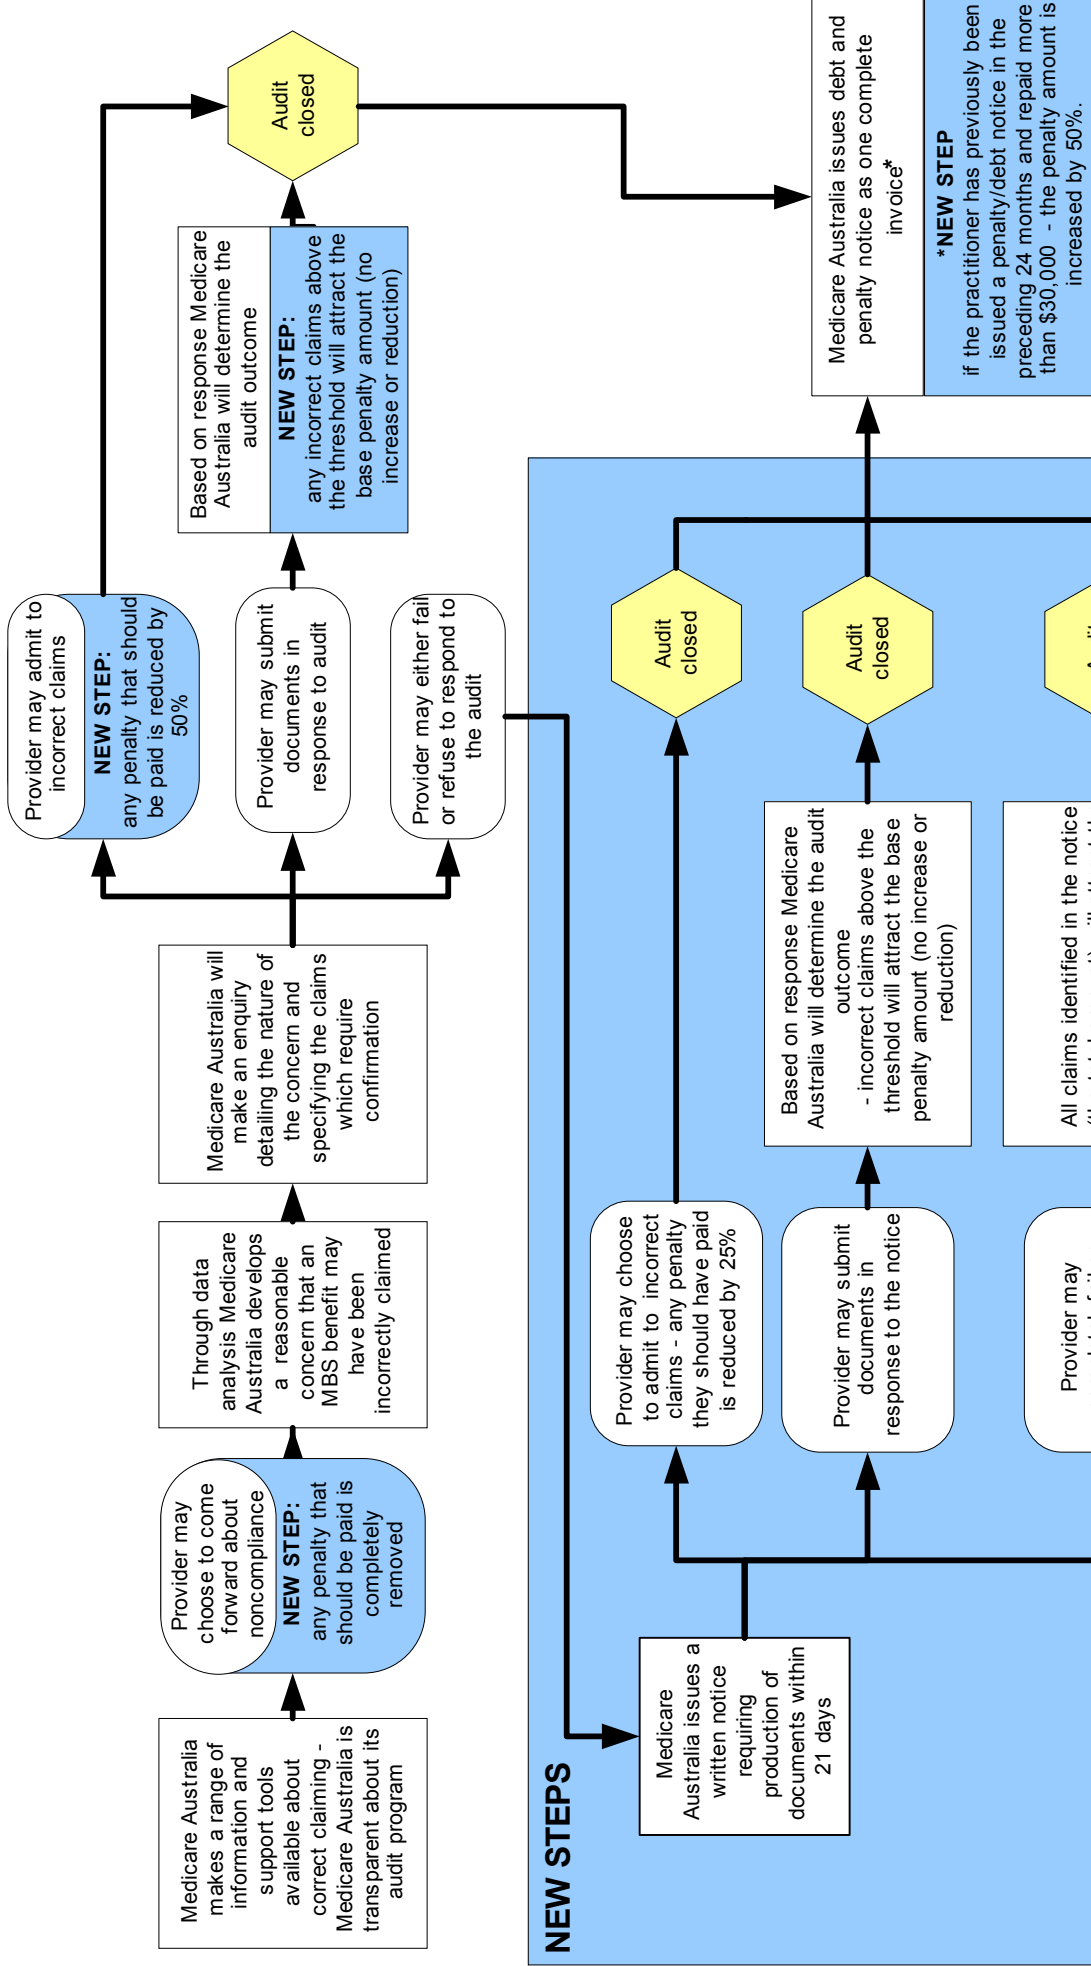 Medicare Australia
makes a range of
information and
support tools
available about
correct claiming -
Medicare Australia is
transparent about its
audit program
Provider may
choose to come
forward about
noncompliance
NEW STEP:
any penalty that
should be paid is
completely
removed
Through data
analysis Medicare
Australia develops
a reasonable
concern that an
MBS benefit may
have been
incorrectly claimed
Medicare Australia will
make an enquiry
detailing the nature of
the concern and
specifying the claims
which require
confirmation
Provider may admit to
incorrect claims
NEW STEP:
any penalty that should
be paid is reduced by
50%
Provider may submit
documents in
response to audit
Provider may either fail
or refuse to respond to
the audit
Based on response Medicare
Australia will determine the
audit outcome
NEW STEP:
any incorrect claims above
the threshold will attract the
base penalty amount (no
increase or reduction)
Audit
closed
NEW STEPS
Medicare
Australia issues a
written notice
requiring
production of
documents within
21 days
Provider may choose
to admit to incorrect
claims - any penalty
they should have paid
is reduced by 25%
Audit
closed
Provider may submit
documents in
response to the notice
Based on response Medicare
Australia will determine the audit
outcome
- incorrect claims above the
threshold will attract the base
penalty amount (no increase or
reduction)
Audit
closed
Provider may
All claims identified in the notice
Medicare Australia issues debt and
penalty notice as one complete
invoice*
*NEW STEP
if the practitioner has previously been
issued a penalty/debt notice in the
preceding 24 months and repaid more
than $30,000 - the penalty amount is
increased by 50%.